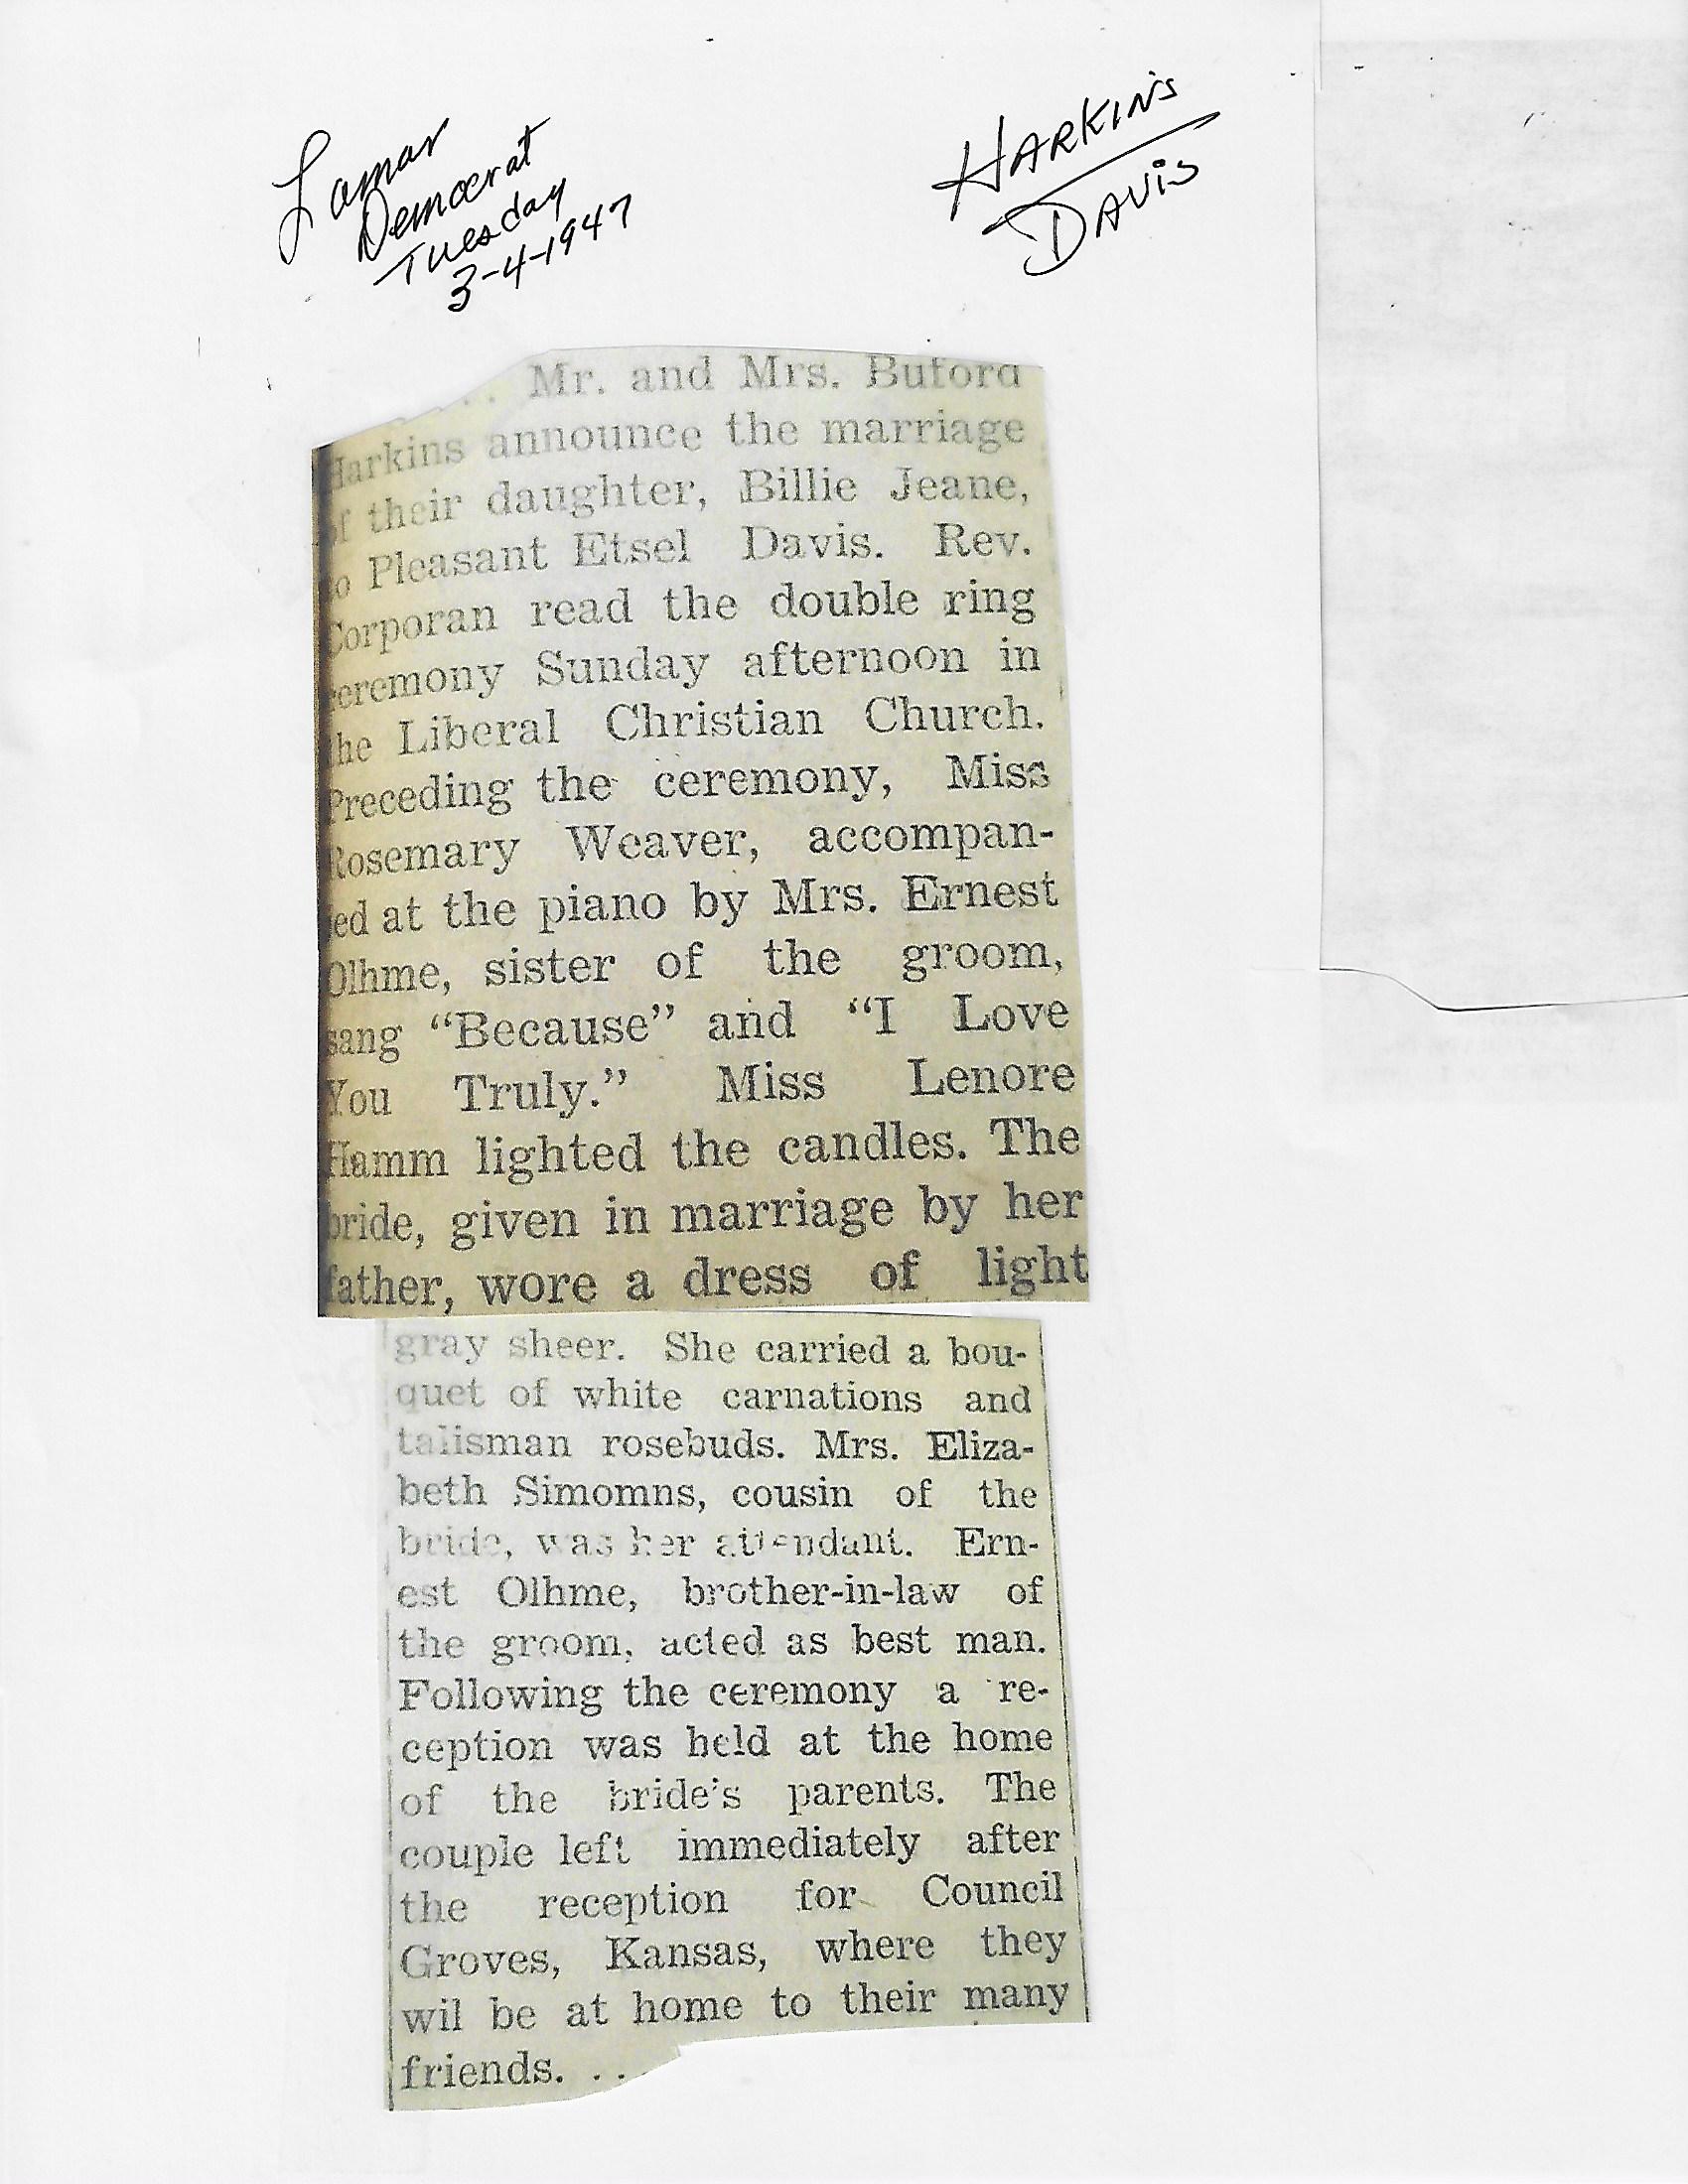 Lamar
Democrat
Tuesday
3-4-1947
HARKINS
DAVIS
. . Mr. and Mrs. Buford
Harkins announce the marriage
of their daughter, Billie Jeane,
to Pleasant Etsel Davis. Rev.
Corporan read the double ring
ceremony Sunday afternoon in
the Liberal Christian Church.
Preceding the ceremony, Miss
Rosemary Weaver, accompan-
ied at the piano by Mrs. Ernest
Olhme, sister of the groom,
sang “Because” and “I Love
You Truly.” Miss Lenore
Hamm lighted the candles. The
bride, given in marriage by her
father, wore a dress of light
gray sheer. She carried a bou-
quet of white carnations and
talisman rosebuds. Mrs. Eliza-
beth Simomns, cousin of the
bride, was her attendant. Ern-
est Olhme, brother-in-law of
the groom, acted as best man.
Following the ceremony a re-
ception was held at the home
of the bride's parents. The
couple left immediately after
the reception for Council
Groves, Kansas, where they
wil be at home to their many
friends. . .